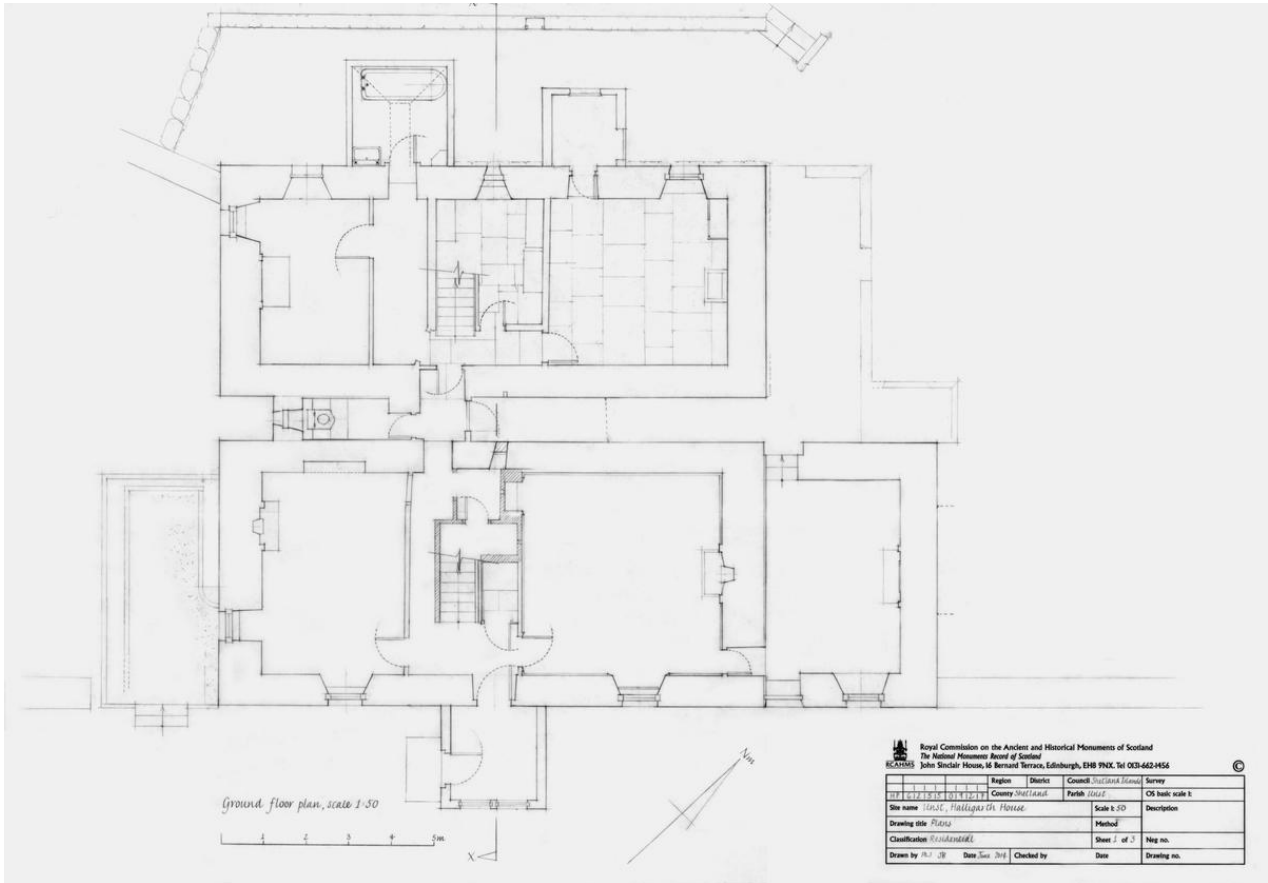 X
Nm
Ground floor plan, scale 1-50
1 2 3 4 5m
X
RCAHMS
Royal Commission on the Ancient and Historical Monuments of Scotland
The National Monuments Record of Scotland
John Sinclair House, 16 Bernard Terrace, Edinburgh, EH8 9NX. Tel 0131-662-1456
©
Region District Council Shetland Islands Survey
HP County Shetland Parish Unst OS basic scale 1:
Site name Unst, Halligarth House Scale 1: 50 Description
Drawing title Plans Method
Classification Residential Sheet 1 of 3 Neg no.
Drawn by Date June Checked by Date Drawing no.